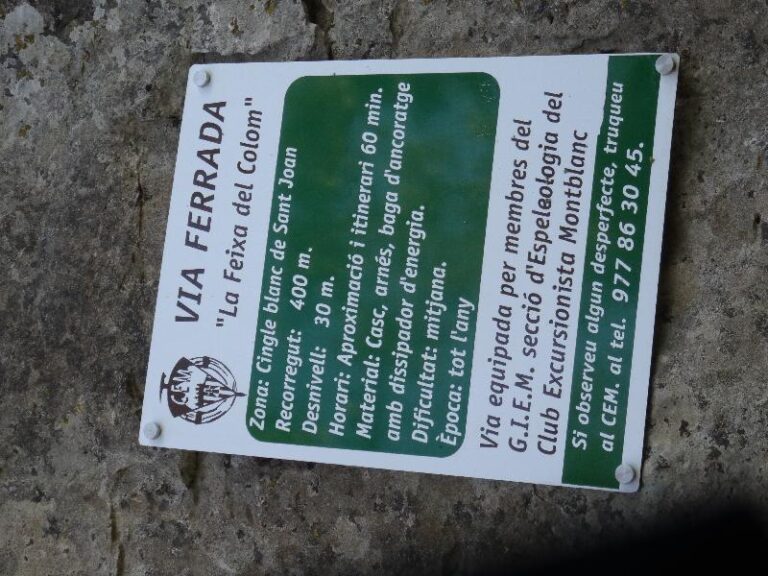 VIA FERRADA
"La Feixa del Colom"
C.E.M.
Zona: Cingle blanc de Sant Joan
Recorregut: 400 m.
Desnivell: 30 m.
Horari: Aproximació i itinerari 60 min.
Material: Casc, arnés, baga d'ancoratge
amb dissipador d'energia.
Dificultat: mitjana.
Època: tot l'any
Via equipada per membres del
G.I.E.M. secció d'Espeleologia del
Club Excursionista Montblanc
Si observeu algun desperfecte, truqueu
al CEM. al tel. 977 86 30 45.